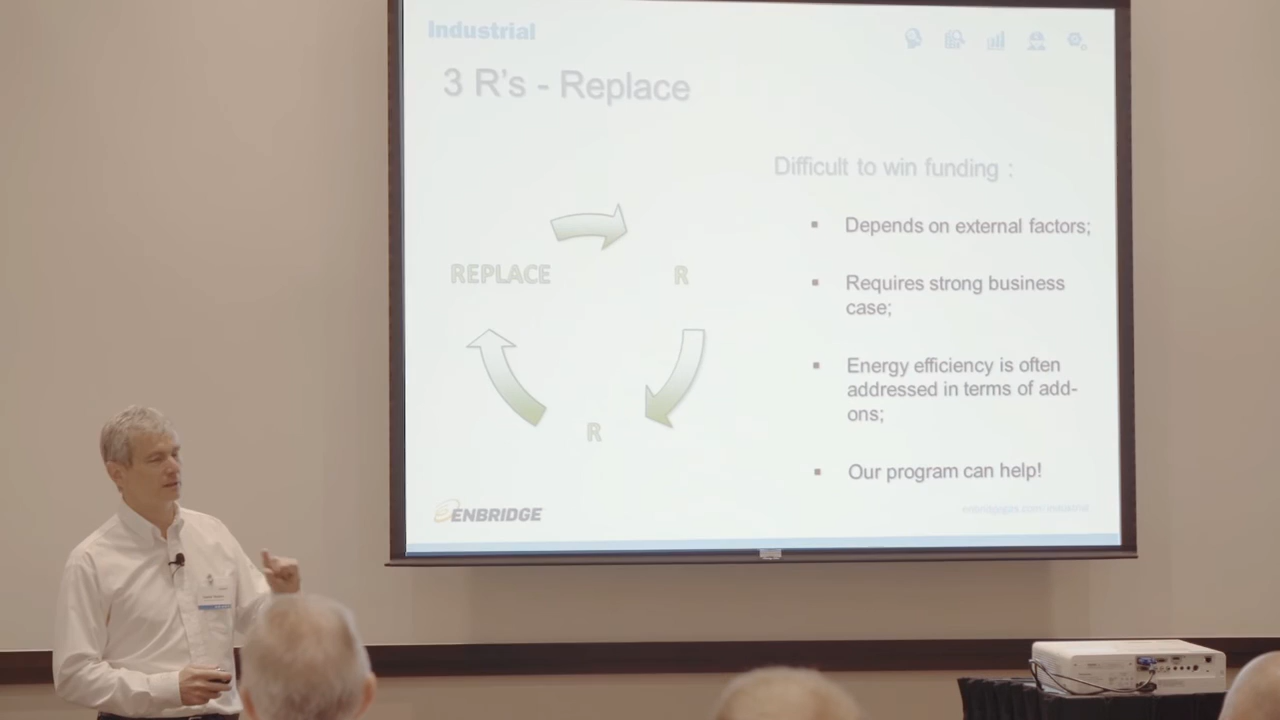 Industrial
3 R's - Replace
Difficult to win funding :
▪ Depends on external factors;
REPLACE
R
▪ Requires strong business
case;
▪ Energy efficiency is often
addressed in terms of add-
ons;
R
▪ Our program can help!
ENBRIDGE